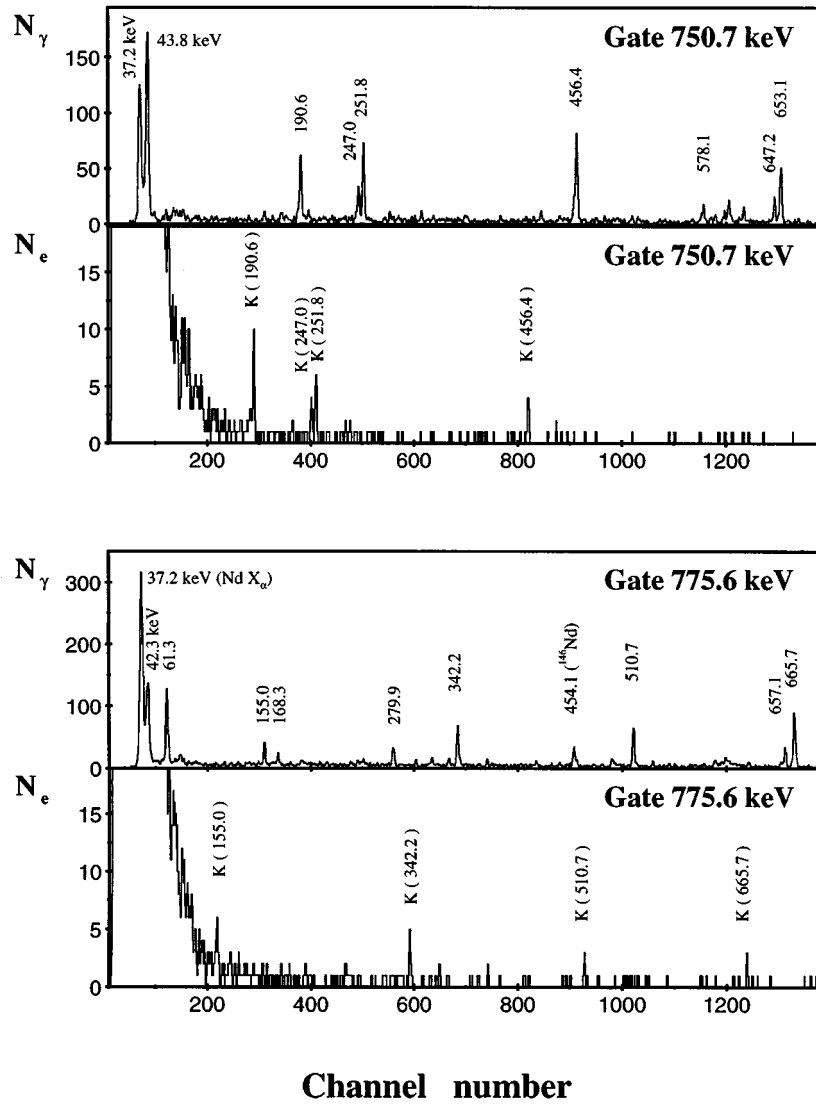 N γ
Gate 750.7 keV
37.2 keV
43.8 keV
190.6
247.0
251.8
456.4
578.1
647.2
653.1
150
100
50
0
N e
Gate 750.7 keV
K ( 190.6 )
K ( 247.0 )
K ( 251.8 )
K ( 456.4 )
15
10
5
0
200 400 600 800 1000 1200
N γ
Gate 775.6 keV
37.2 keV (Nd Xα)
42.3 keV
61.3
155.0
168.3
279.9
342.2
454.1 (¹⁴⁶Nd)
510.7
657.1
665.7
300
200
100
0
N e
Gate 775.6 keV
K ( 155.0 )
K ( 342.2 )
K ( 510.7 )
K ( 665.7 )
15
10
5
0
200 400 600 800 1000 1200
Channel number